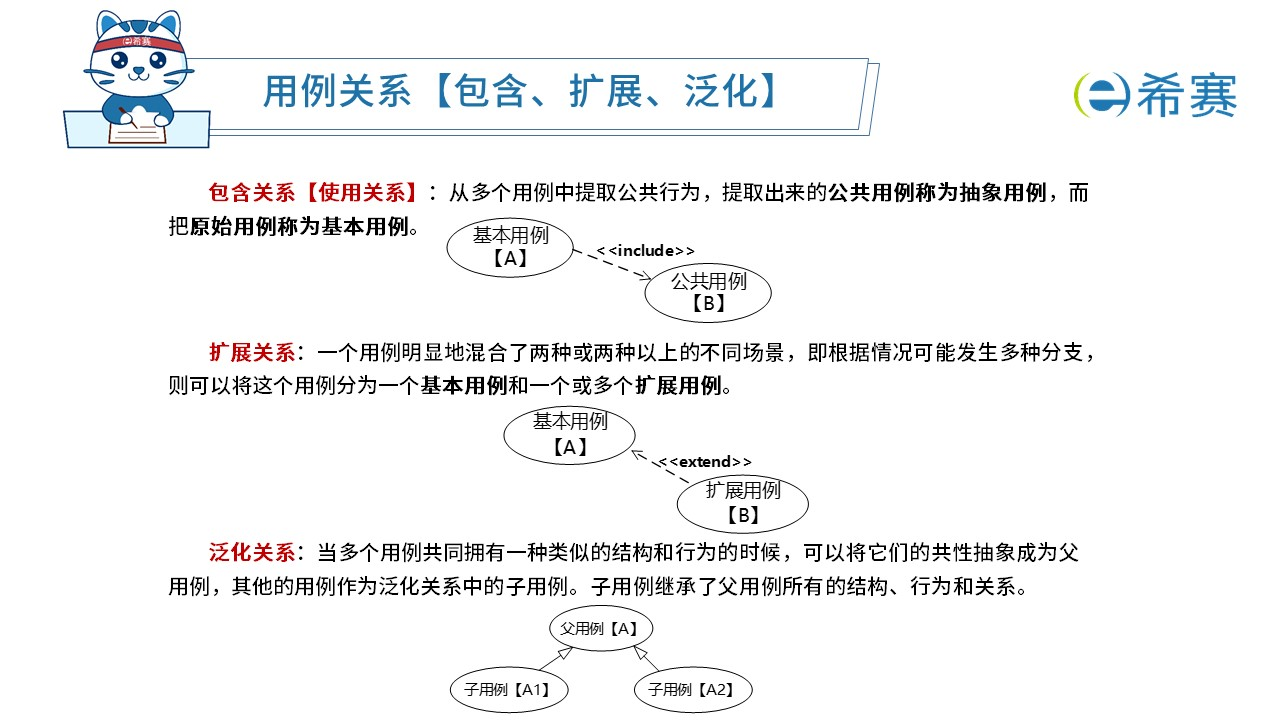 希赛
用例关系【包含、扩展、泛化】
希赛
包含关系【使用关系】：从多个用例中提取公共行为，提取出来的公共用例称为抽象用例，而
把原始用例称为基本用例。
基本用例
【A】
<<include>>
公共用例
【B】
扩展关系：一个用例明显地混合了两种或两种以上的不同场景，即根据情况可能发生多种分支，
则可以将这个用例分为一个基本用例和一个或多个扩展用例。
基本用例
【A】
<<extend>>
扩展用例
【B】
泛化关系：当多个用例共同拥有一种类似的结构和行为的时候，可以将它们的共性抽象成为父
用例，其他的用例作为泛化关系中的子用例。子用例继承了父用例所有的结构、行为和关系。
父用例【A】
子用例【A1】
子用例【A2】